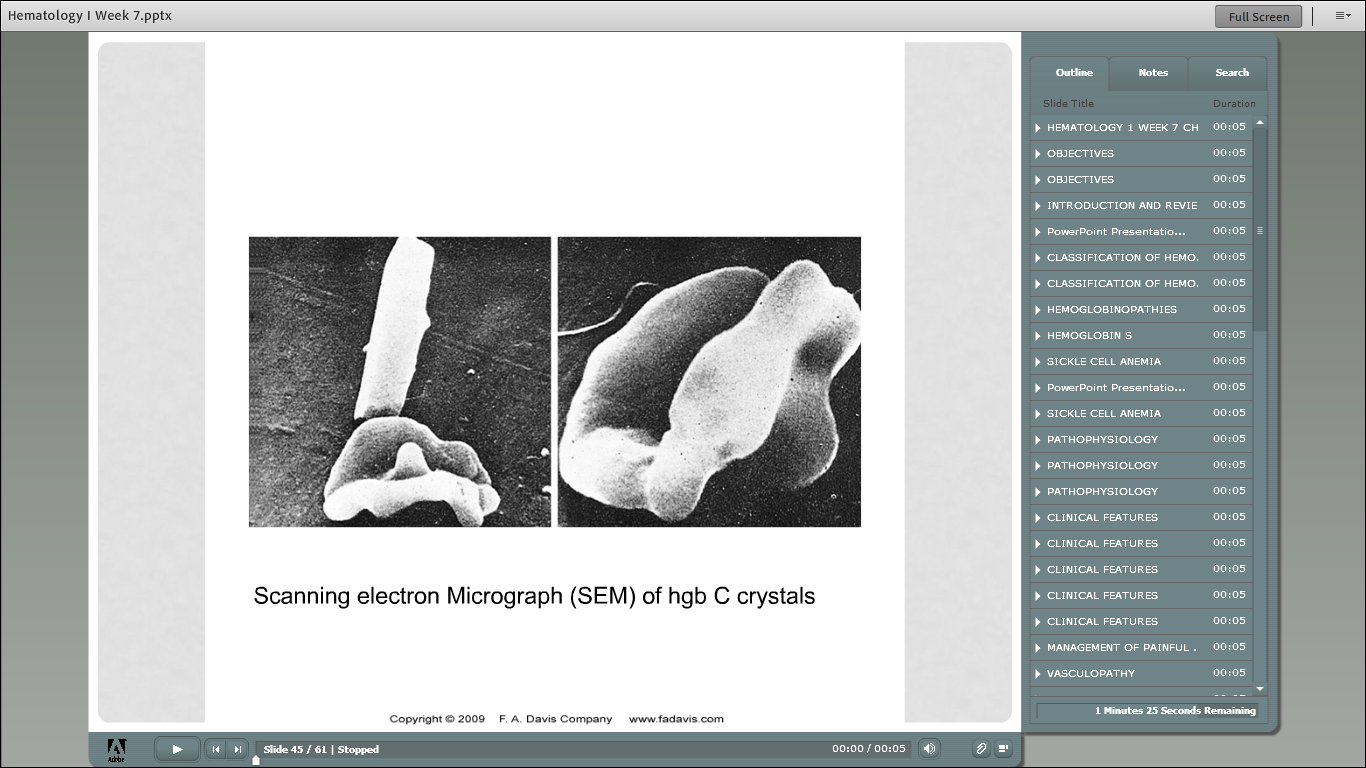 Hematology I Week 7.pptx
Full Screen
Scanning electron Micrograph (SEM) of hgb C crystals
Copyright © 2009 F. A. Davis Company www.fadavis.com
Outline Notes Search
Slide Title Duration
HEMATOLOGY 1 WEEK 7 CH 00:05
OBJECTIVES 00:05
OBJECTIVES 00:05
INTRODUCTION AND REVIE 00:05
PowerPoint Presentatio... 00:05
CLASSIFICATION OF HEMO. 00:05
CLASSIFICATION OF HEMO. 00:05
HEMOGLOBINOPATHIES 00:05
HEMOGLOBIN S 00:05
SICKLE CELL ANEMIA 00:05
PowerPoint Presentatio... 00:05
SICKLE CELL ANEMIA 00:05
PATHOPHYSIOLOGY 00:05
PATHOPHYSIOLOGY 00:05
PATHOPHYSIOLOGY 00:05
CLINICAL FEATURES 00:05
CLINICAL FEATURES 00:05
CLINICAL FEATURES 00:05
CLINICAL FEATURES 00:05
CLINICAL FEATURES 00:05
MANAGEMENT OF PAINFUL . 00:05
VASCULOPATHY 00:05
1 Minutes 25 Seconds Remaining
Adobe
Slide 45 / 61 | Stopped 00:00 / 00:05